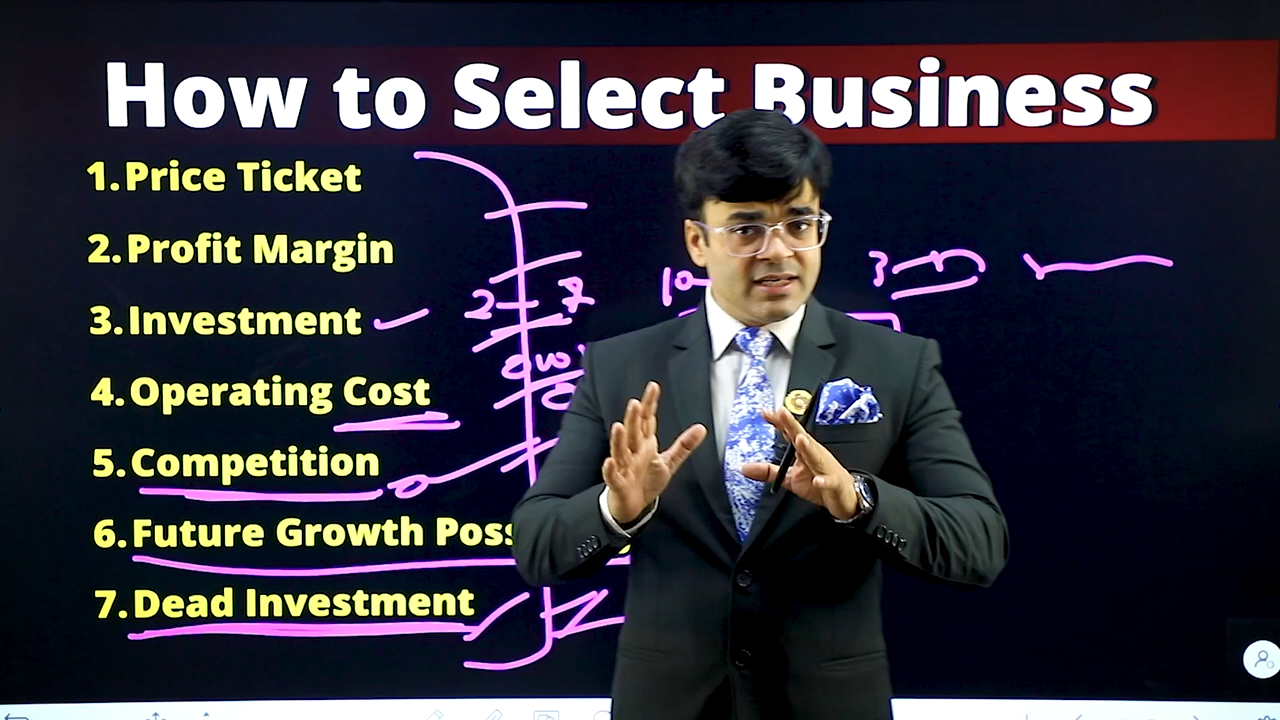 How to Select Business
1. Price Ticket
2. Profit Margin
3. Investment
4. Operating Cost
5. Competition
6. Future Growth
7. Dead Investment